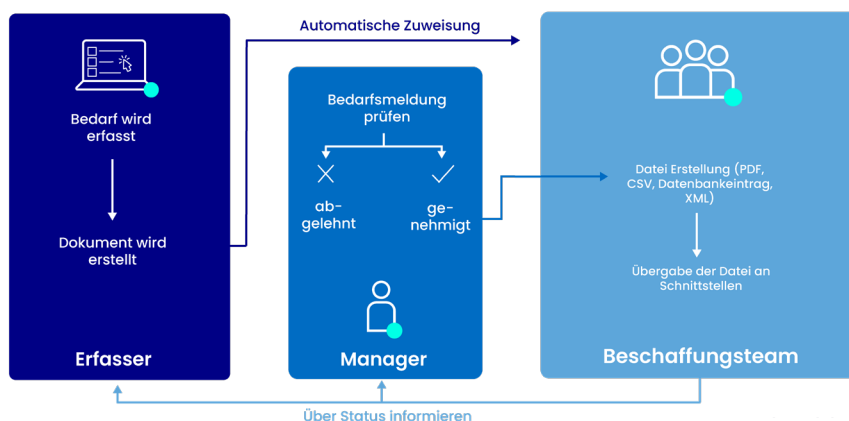 Automatische Zuweisung
Bedarf wird
erfasst
Dokument wird
erstellt
Erfasser
Bedarfsmeldung
prüfen
ab-
gelehnt
ge-
nehmigt
Manager
Datei Erstellung (PDF,
CSV, Datenbankeintrag,
XML)
Übergabe der Datei an
Schnittstellen
Beschaffungsteam
Über Status informieren